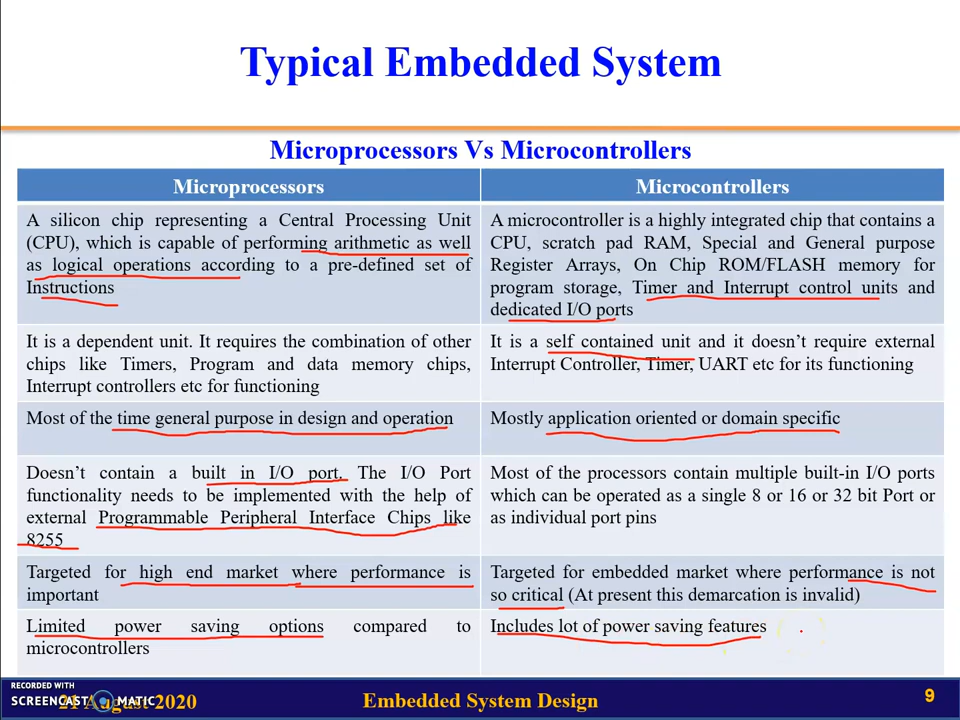 Typical Embedded System
Microprocessors Vs Microcontrollers
Microprocessors
Microcontrollers
A silicon chip representing a Central Processing Unit
(CPU), which is capable of performing arithmetic as well
as logical operations according to a pre-defined set of
Instructions
A microcontroller is a highly integrated chip that contains a
CPU, scratch pad RAM, Special and General purpose
Register Arrays, On Chip ROM/FLASH memory for
program storage, Timer and Interrupt control units and
dedicated I/O ports
It is a dependent unit. It requires the combination of other
chips like Timers, Program and data memory chips,
Interrupt controllers etc for functioning
It is a self contained unit and it doesn't require external
Interrupt Controller, Timer, UART etc for its functioning
Most of the time general purpose in design and operation
Mostly application oriented or domain specific
Doesn't contain a built in I/O port. The I/O Port
functionality needs to be implemented with the help of
external Programmable Peripheral Interface Chips like
8255
Most of the processors contain multiple built-in I/O ports
which can be operated as a single 8 or 16 or 32 bit Port or
as individual port pins
Targeted for high end market where performance is
important
Targeted for embedded market where performance is not
so critical (At present this demarcation is invalid)
Limited power saving options compared to
microcontrollers
Includes lot of power saving features
RECORDED WITH
SCREENCAST MATIC
21 August 2020
Embedded System Design
9